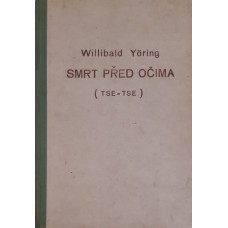 Willibald Yöring
SMRT PŘED OČIMA
(TSE-TSE)